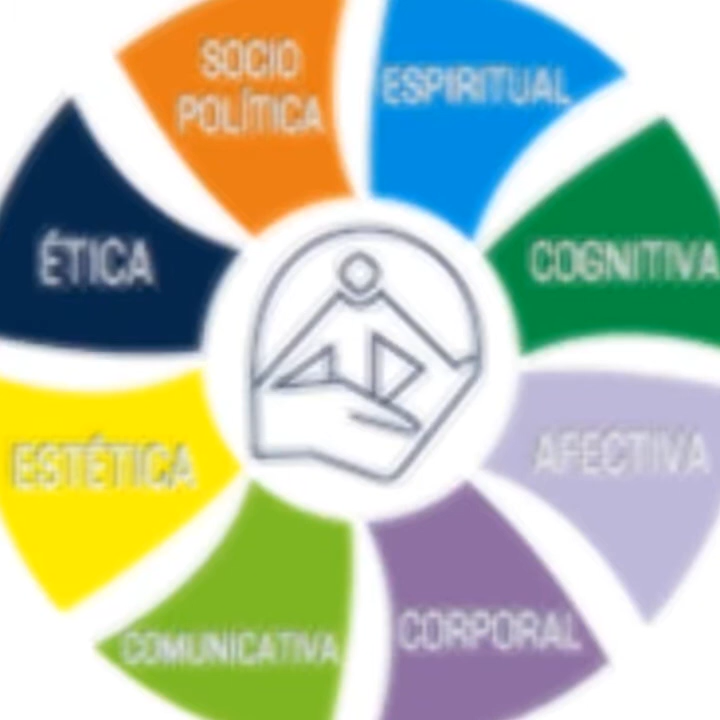 SOCIO
POLÍTICA
ESPIRITUAL
COGNITIVA
AFECTIVA
CORPORAL
COMUNICATIVA
ESTÉTICA
ÉTICA